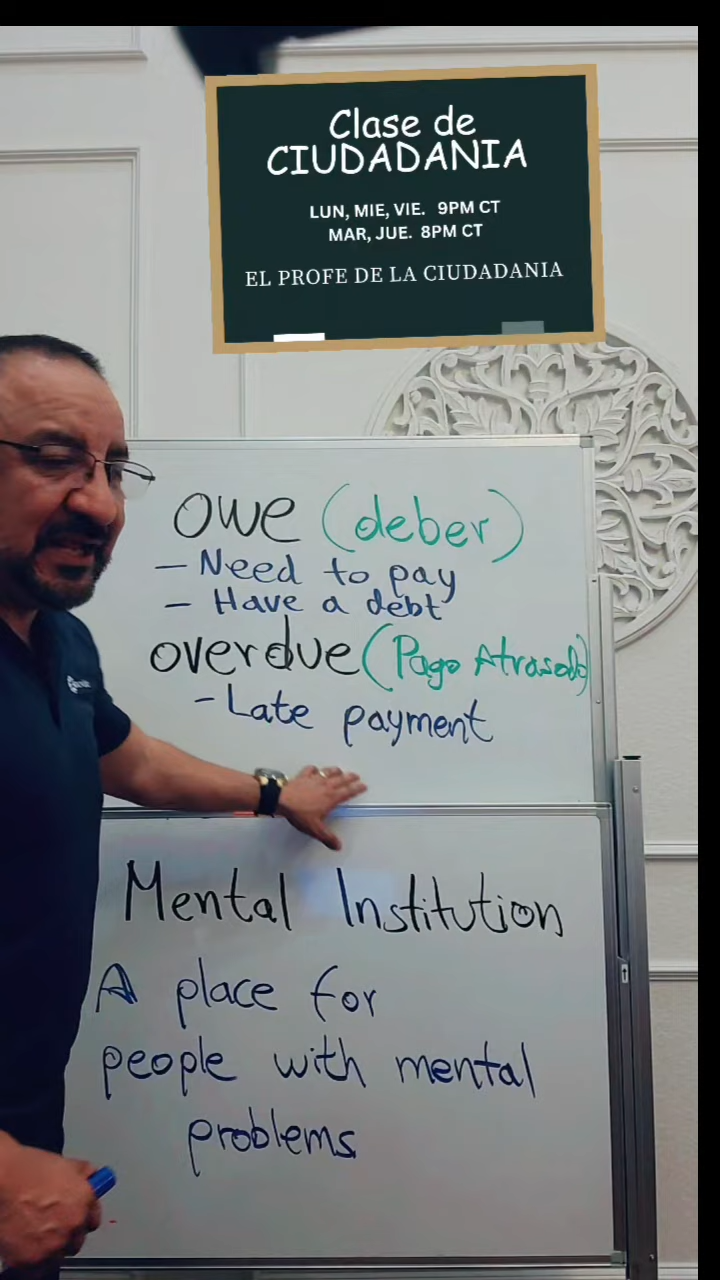 Clase de
CIUDADANIA
LUN, MIE, VIE. 9PM CT
MAR, JUE. 8PM CT
EL PROFE DE LA CIUDADANIA
owe (deber)
- Need to pay
- Have a debt
overdue (Pago Atrasado)
- Late payment
Mental Institution
A place for
people with mental
problems